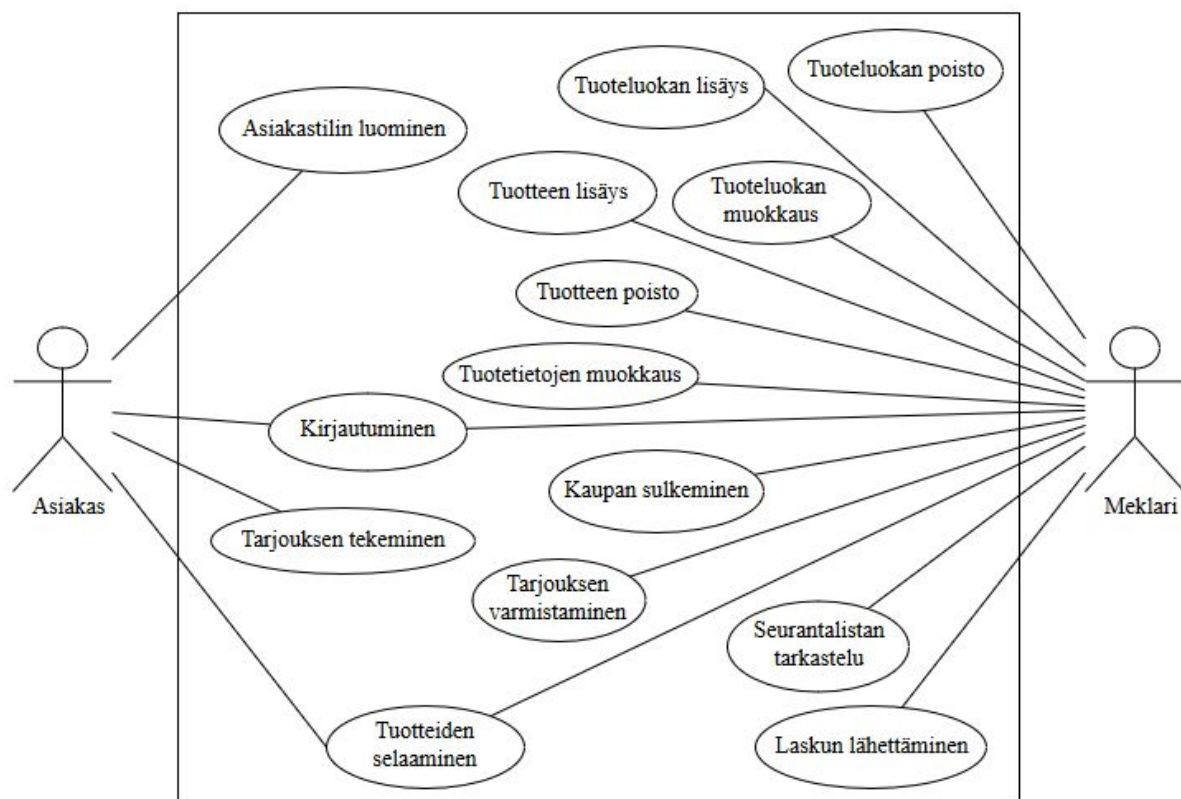 Tuoteluokan poisto
Tuoteluokan lisäys
Asiakastilin luominen
Tuotteen lisäys
Tuoteluokan
muokkaus
Tuotteen poisto
Tuotetietojen muokkaus
Kirjautuminen
Asiakas
Kaupan sulkeminen
Meklari
Tarjouksen tekeminen
Tarjouksen
varmistaminen
Seurantalistan
tarkastelu
Tuotteiden
selaaminen
Laskun lähettäminen